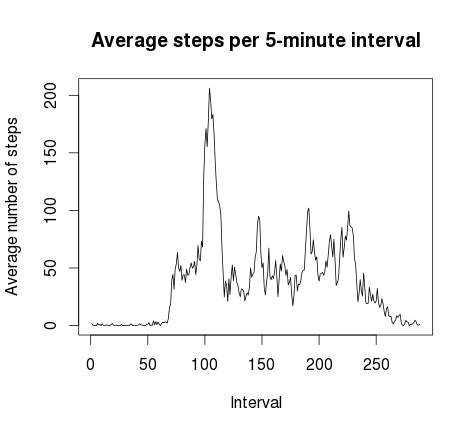 Average steps per 5-minute interval
Average number of steps
200
150
100
50
0
0 50 100 150 200 250
Interval